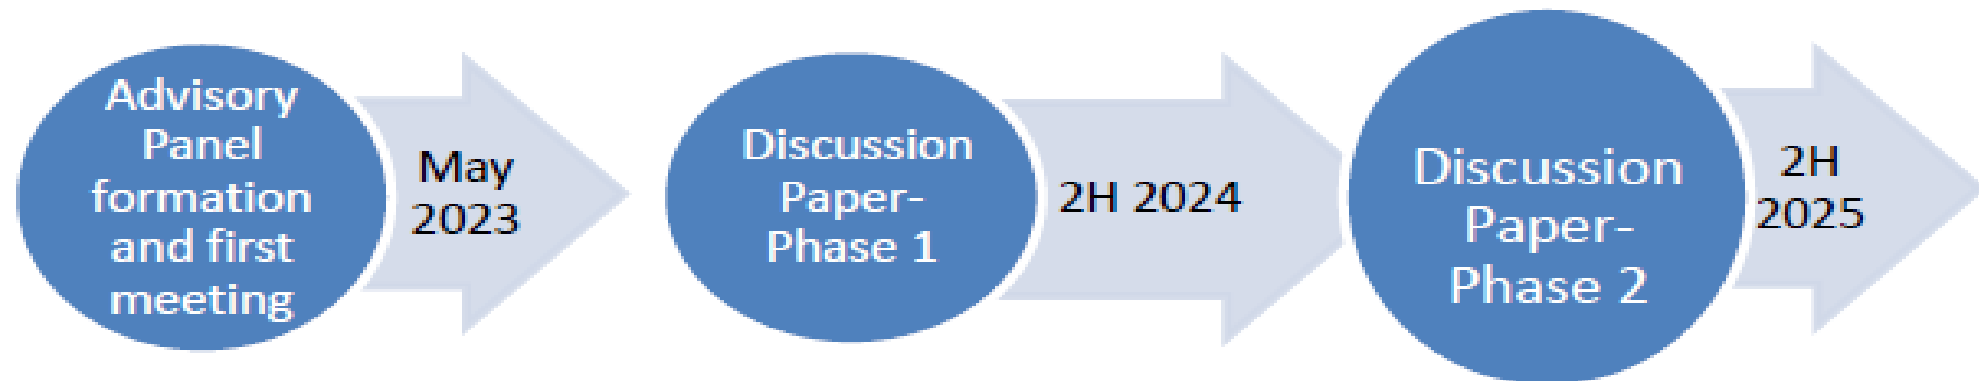 Advisory
Panel
formation
and first
meeting
May
2023
Discussion
Paper-
Phase 1
2H 2024
Discussion
Paper-
Phase 2
2H
2025